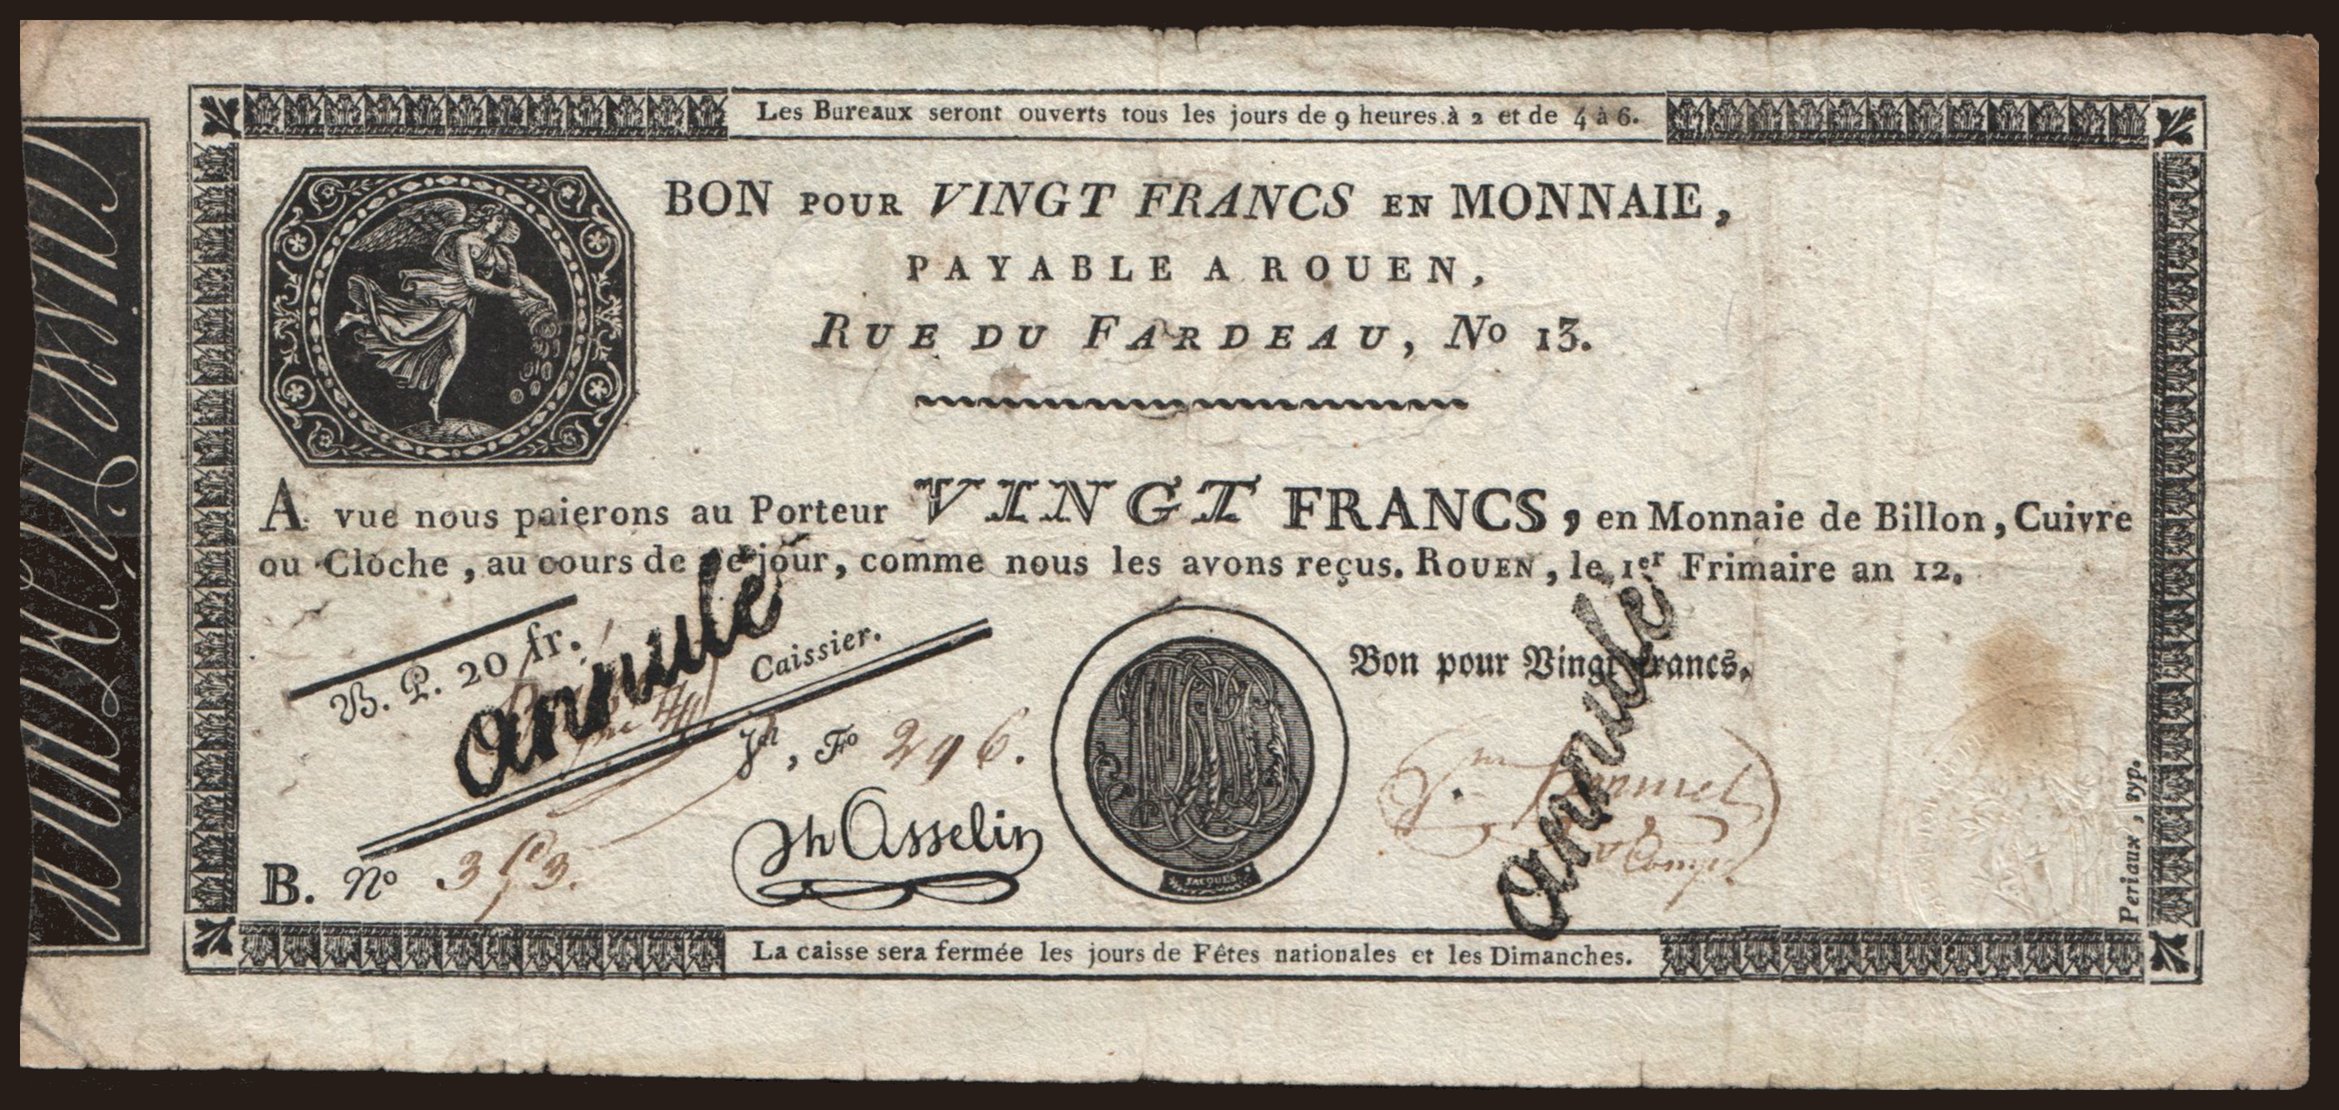 Les Bureaux seront ouverts tous les jours de 9 heures à 2 et de 4 à 6.
BON POUR VINGT FRANCS EN MONNAIE,
PAYABLE A ROUEN,
RUE DU FARDEAU, No 13.
A vue nous paierons au Porteur VINGT FRANCS, en Monnaie de Billon, Cuivre
ou Cloche, au cours de ce jour, comme nous les avons reçus. ROUEN, le 1er Frimaire an 12.
B. P. 20 fr.
annulé
Caissier.
Jal, Fo 296.
Jh Asselin
JACQUES
Bon pour Vingt francs.
annulé
B. No 353.
Periaux, typ.
La caisse sera fermée les jours de Fêtes nationales et les Dimanches.